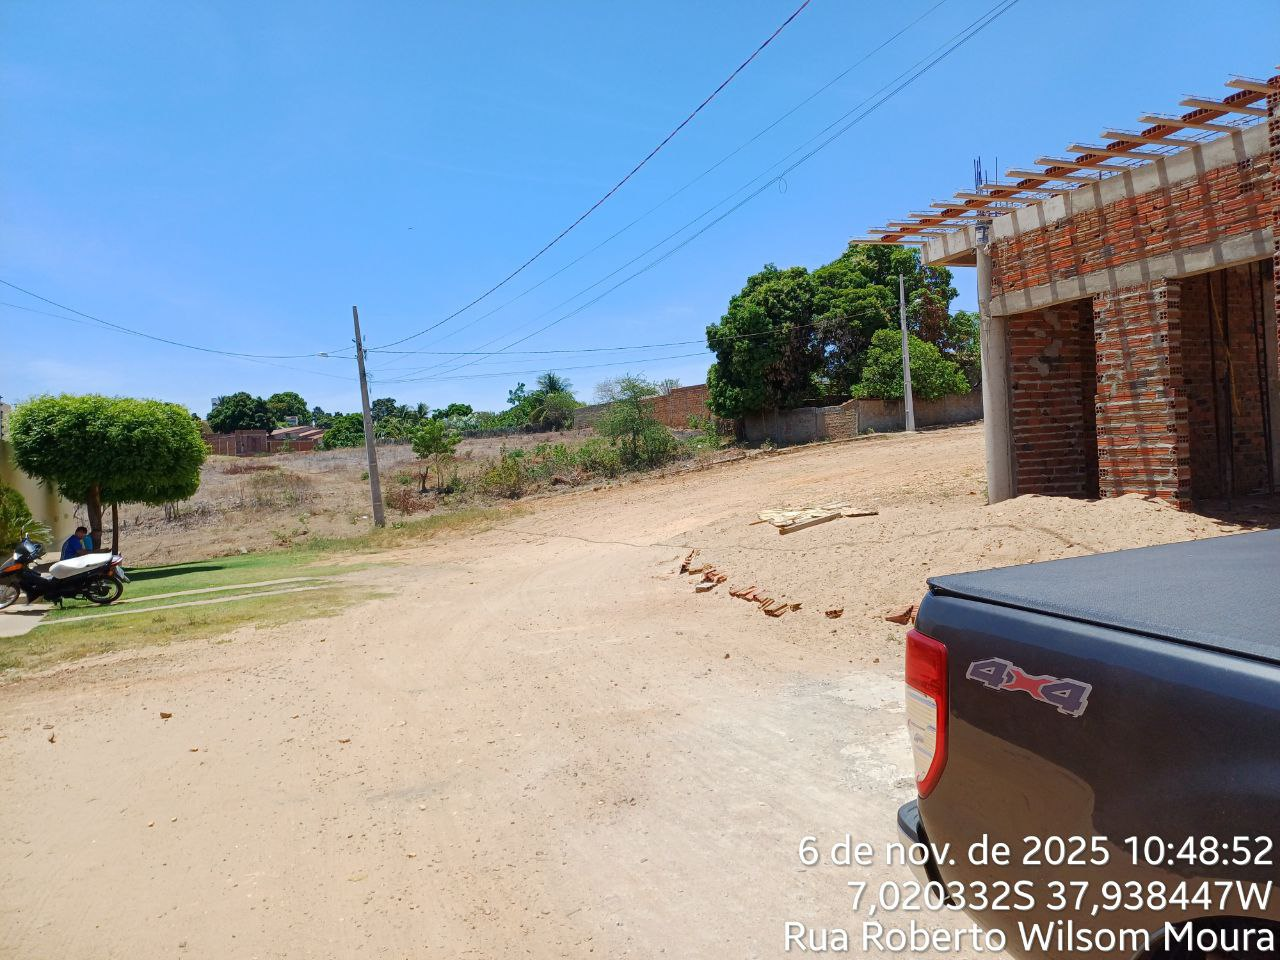 4x4
6 de nov. de 2025 10:48:52
7,020332S 37,938447W
Rua Roberto Wilsom Moura